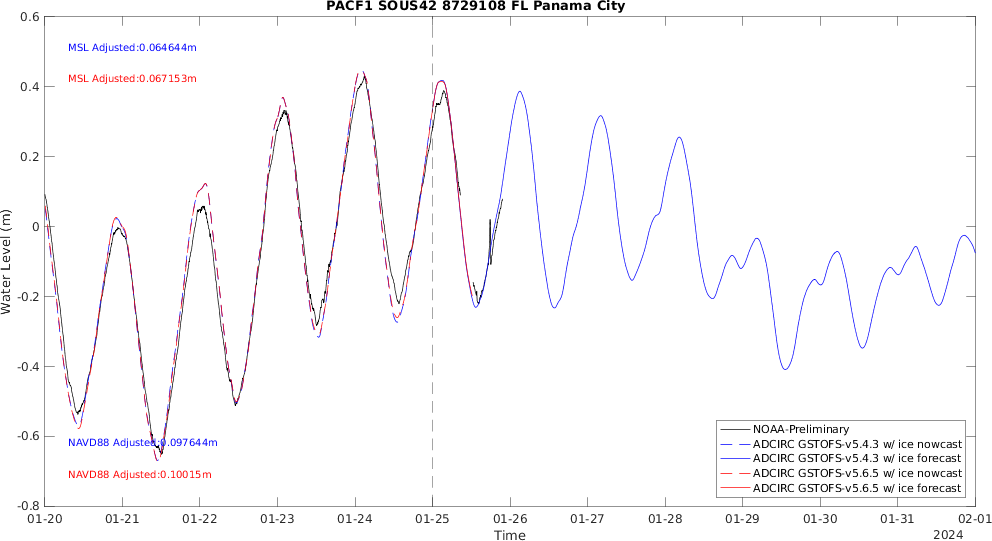 PACF1 SOUS42 8729108 FL Panama City
0.6
0.4
0.2
0
-0.2
-0.4
-0.6
-0.8
Water Level (m)
MSL Adjusted:0.064644m
MSL Adjusted:0.067153m
NAVD88 Adjusted:0.097644m
NAVD88 Adjusted:0.10015m
NOAA-Preliminary
ADCIRC GSTOFS-v5.4.3 w/ ice nowcast
ADCIRC GSTOFS-v5.4.3 w/ ice forecast
ADCIRC GSTOFS-v5.6.5 w/ ice nowcast
ADCIRC GSTOFS-v5.6.5 w/ ice forecast
01-20 01-21 01-22 01-23 01-24 01-25 01-26 01-27 01-28 01-29 01-30 01-31 02-01
Time
2024